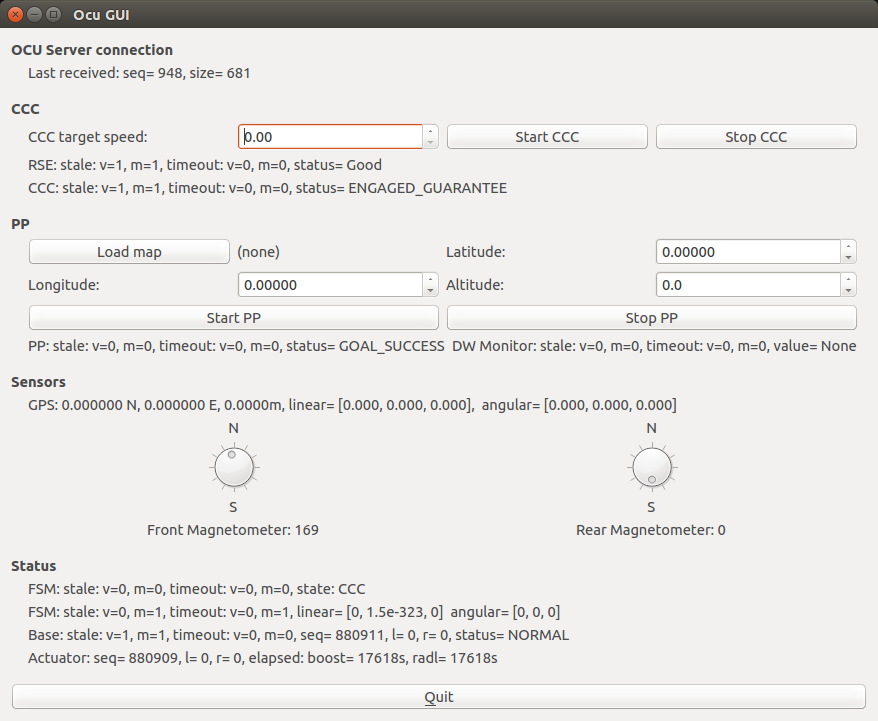 Ocu GUI
OCU Server connection
Last received: seq= 948, size= 681
CCC
CCC target speed: 0.00 Start CCC Stop CCC
RSE: stale: v=1, m=1, timeout: v=0, m=0, status= Good
CCC: stale: v=1, m=1, timeout: v=0, m=0, status= ENGAGED_GUARANTEE
PP
Load map (none) Latitude: 0.00000
Longitude: 0.00000 Altitude: 0.0
Start PP Stop PP
PP: stale: v=0, m=0, timeout: v=0, m=0, status= GOAL_SUCCESS DW Monitor: stale: v=0, m=0, timeout: v=0, m=0, value= None
Sensors
GPS: 0.000000 N, 0.000000 E, 0.0000m, linear= [0.000, 0.000, 0.000], angular= [0.000, 0.000, 0.000]
N N
S S
Front Magnetometer: 169 Rear Magnetometer: 0
Status
FSM: stale: v=0, m=0, timeout: v=0, m=0, state: CCC
FSM: stale: v=0, m=1, timeout: v=0, m=1, linear= [0, 1.5e-323, 0] angular= [0, 0, 0]
Base: stale: v=1, m=1, timeout: v=0, m=0, seq= 880911, l= 0, r= 0, status= NORMAL
Actuator: seq= 880909, l= 0, r= 0, elapsed: boost= 17618s, radl= 17618s
Quit